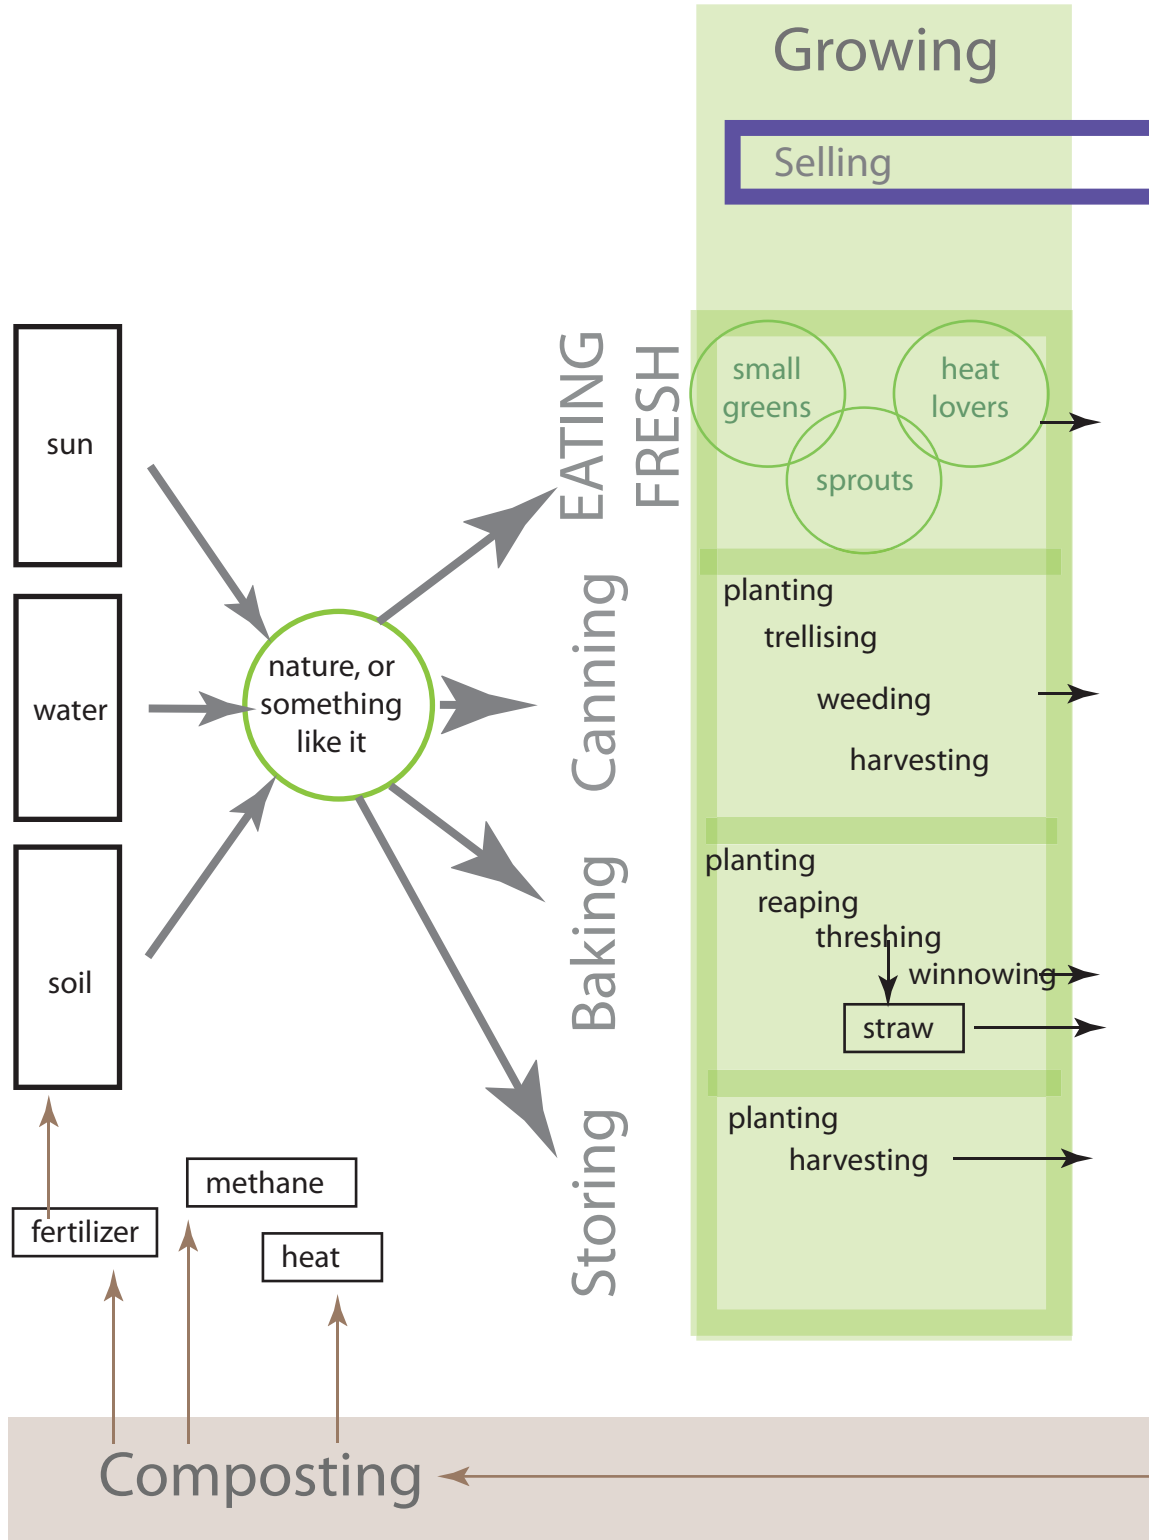 Growing
Selling
sun
water
soil
nature, or
something
like it
EATING
FRESH
Canning
Baking
Storing
small
greens
heat
lovers
sprouts
planting
trellising
weeding
harvesting
planting
reaping
threshing
winnowing
straw
planting
harvesting
methane
fertilizer
heat
Composting